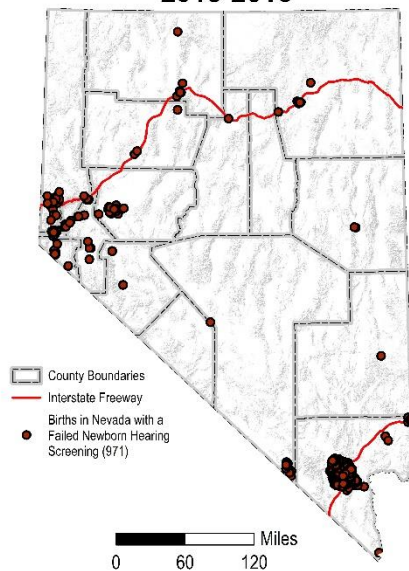 County Boundaries
Interstate Freeway
Births in Nevada with a
Failed Newborn Hearing
Screening (971)
Miles
0 60 120